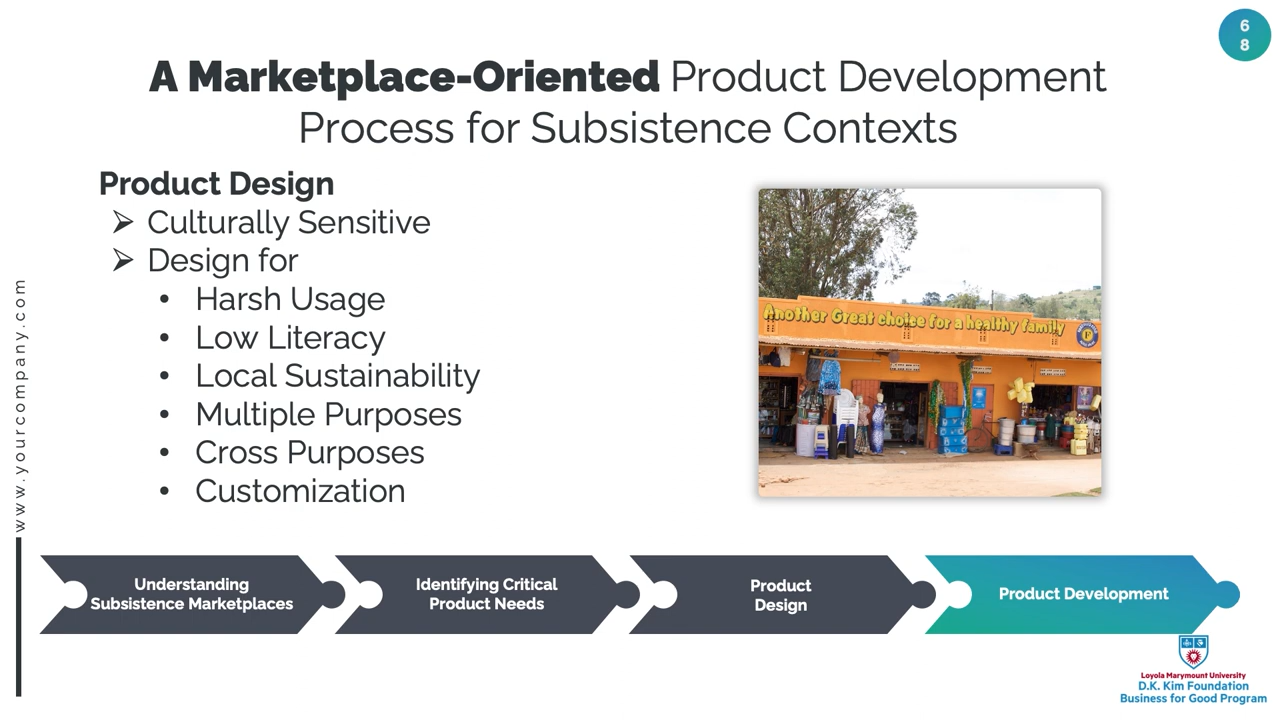 6
8
A Marketplace-Oriented Product Development
Process for Subsistence Contexts
Product Design
➢ Culturally Sensitive
➢ Design for
• Harsh Usage
• Low Literacy
• Local Sustainability
• Multiple Purposes
• Cross Purposes
• Customization
Another Great choice for a healthy family
www.yourcompany.com
Understanding
Subsistence Marketplaces
Identifying Critical
Product Needs
Product
Design
Product Development
Loyola Marymount University
D.K. Kim Foundation
Business for Good Program